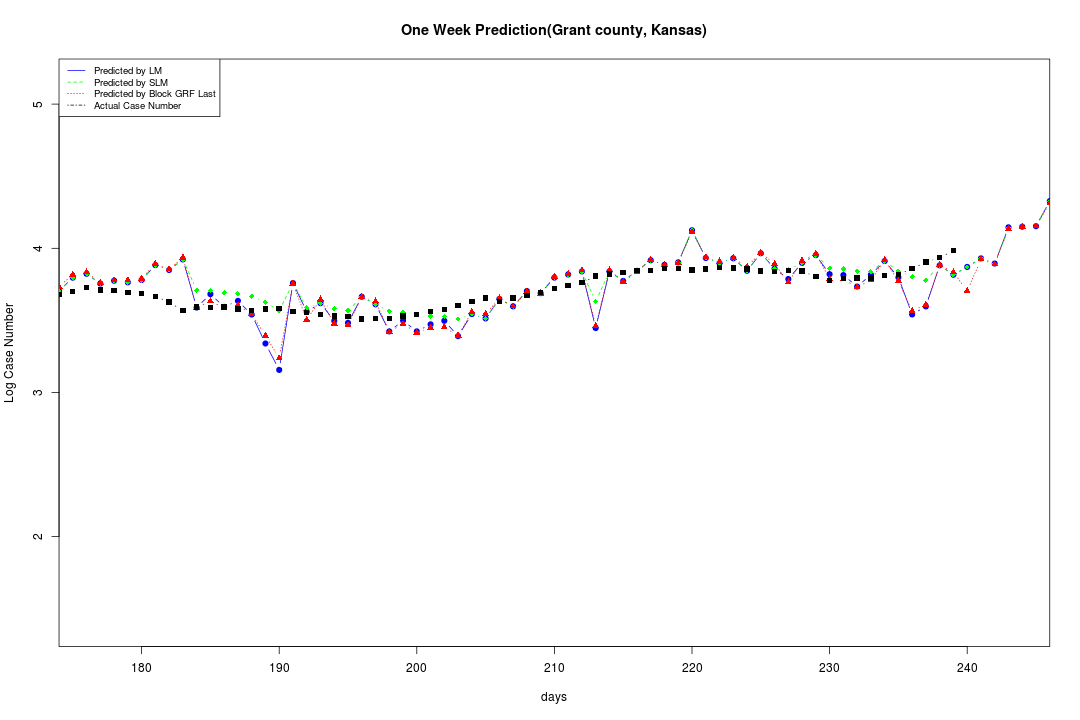 One Week Prediction(Grant county, Kansas)
Predicted by LM
Predicted by SLM
Predicted by Block GRF Last
Actual Case Number
5
4
3
2
Log Case Number
180 190 200 210 220 230 240
days